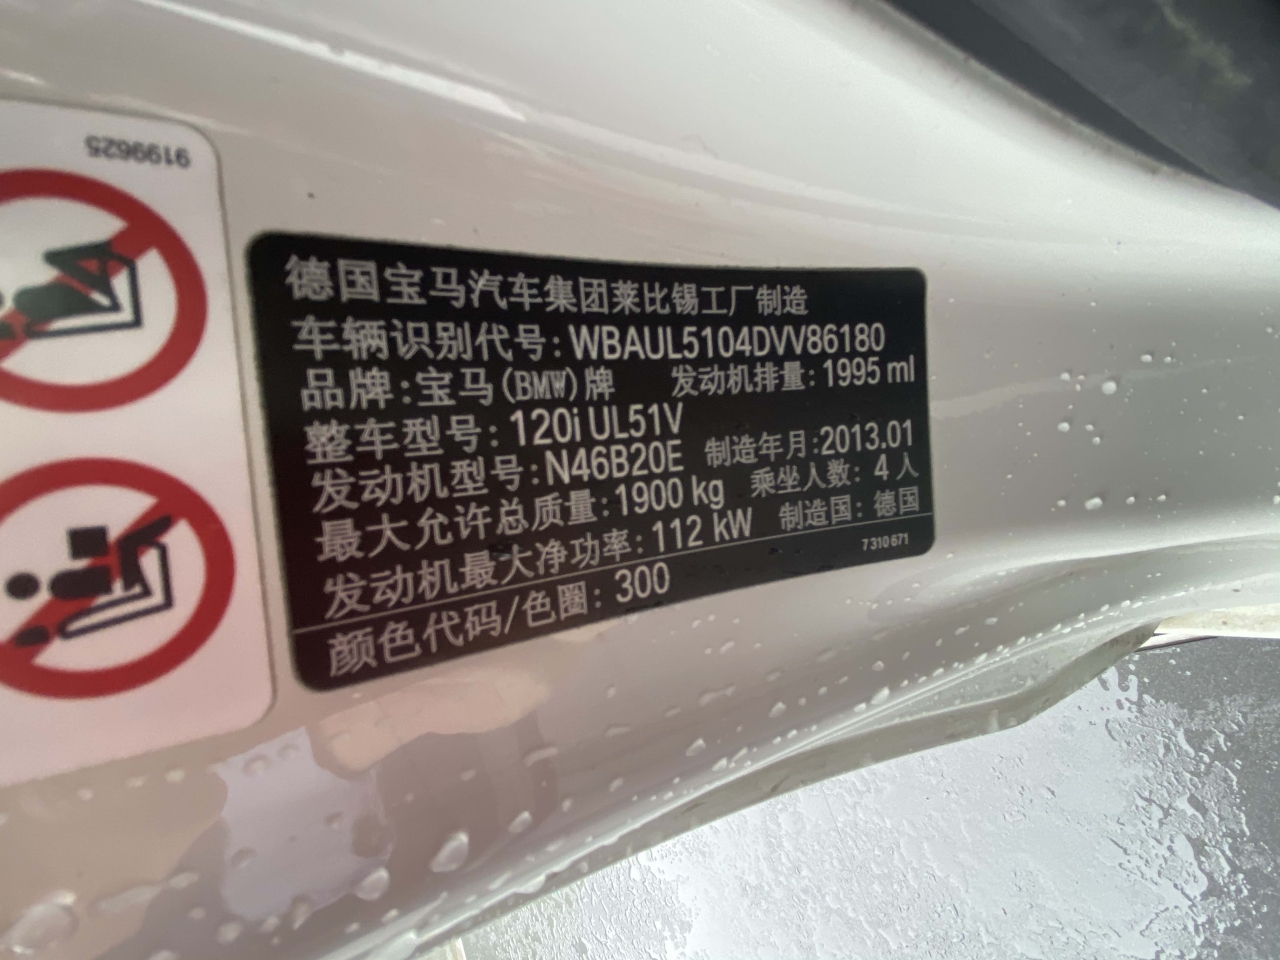 9199625
德国宝马汽车集团莱比锡工厂制造
车辆识别代号: WBAUL5104DVV86180
品牌:宝马(BMW)牌 发动机排量: 1995 ml
整车型号: 120i UL51V
发动机型号: N46B20E 制造年月:2013.01
最大允许总质量: 1900 kg 乘坐人数: 4 人
发动机最大净功率: 112 kW 制造国: 德国
颜色代码/色圈: 300 7310671